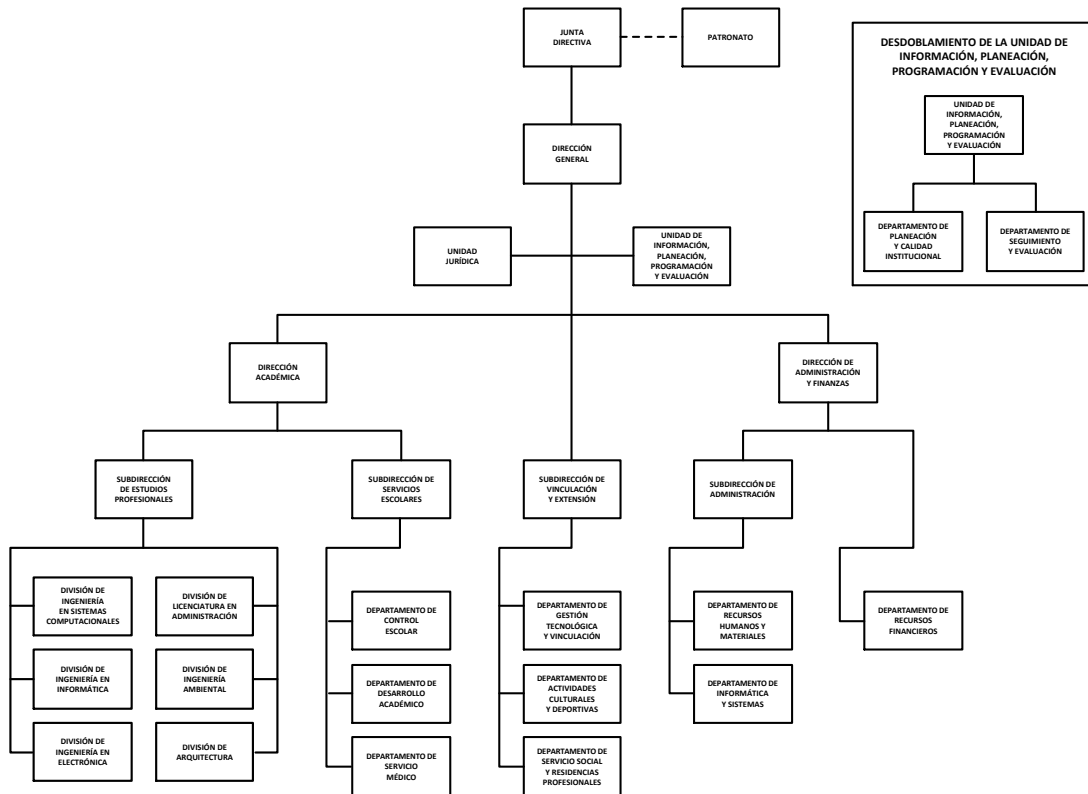 JUNTA
DIRECTIVA
PATRONATO
DESDOBLAMIENTO DE LA UNIDAD DE
INFORMACIÓN, PLANEACIÓN,
PROGRAMACIÓN Y EVALUACIÓN
UNIDAD DE
INFORMACIÓN,
PLANEACIÓN,
PROGRAMACIÓN
Y EVALUACIÓN
DEPARTAMENTO DE
PLANEACIÓN
Y CALIDAD
INSTITUCIONAL
DEPARTAMENTO DE
SEGUIMIENTO
Y EVALUACIÓN
DIRECCIÓN
GENERAL
UNIDAD
JURÍDICA
UNIDAD DE
INFORMACIÓN,
PLANEACIÓN,
PROGRAMACIÓN
Y EVALUACIÓN
DIRECCIÓN
ACADÉMICA
DIRECCIÓN DE
ADMINISTRACIÓN
Y FINANZAS
SUBDIRECCIÓN
DE ESTUDIOS
PROFESIONALES
SUBDIRECCIÓN DE
SERVICIOS
ESCOLARES
SUBDIRECCIÓN DE
VINCULACIÓN
Y EXTENSIÓN
SUBDIRECCIÓN DE
ADMINISTRACIÓN
DIVISIÓN DE
INGENIERÍA
EN SISTEMAS
COMPUTACIONALES
DIVISIÓN DE
LICENCIATURA EN
ADMINISTRACIÓN
DEPARTAMENTO DE
CONTROL
ESCOLAR
DEPARTAMENTO DE
GESTIÓN
TECNOLÓGICA
Y VINCULACIÓN
DEPARTAMENTO DE
RECURSOS
HUMANOS Y
MATERIALES
DEPARTAMENTO DE
RECURSOS
FINANCIEROS
DIVISIÓN DE
INGENIERÍA EN
INFORMÁTICA
DIVISIÓN DE
INGENIERÍA
AMBIENTAL
DEPARTAMENTO DE
DESARROLLO
ACADÉMICO
DEPARTAMENTO DE
ACTIVIDADES
CULTURALES
Y DEPORTIVAS
DEPARTAMENTO DE
INFORMÁTICA
Y SISTEMAS
DIVISIÓN DE
INGENIERÍA EN
ELECTRÓNICA
DIVISIÓN DE
ARQUITECTURA
DEPARTAMENTO DE
SERVICIO
MÉDICO
DEPARTAMENTO DE
SERVICIO SOCIAL
Y RESIDENCIAS
PROFESIONALES